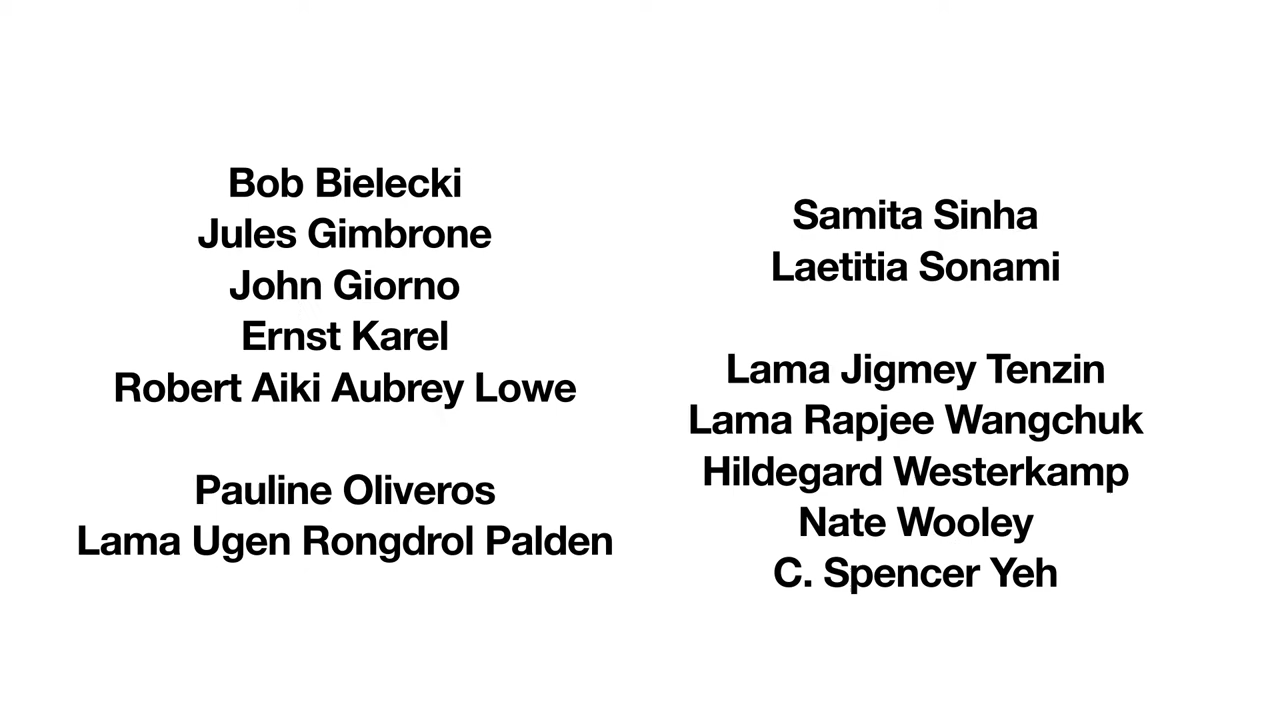 Bob Bielecki
Jules Gimbrone
John Giorno
Ernst Karel
Robert Aiki Aubrey Lowe
Pauline Oliveros
Lama Ugen Rongdrol Palden
Samita Sinha
Laetitia Sonami
Lama Jigmey Tenzin
Lama Rapjee Wangchuk
Hildegard Westerkamp
Nate Wooley
C. Spencer Yeh